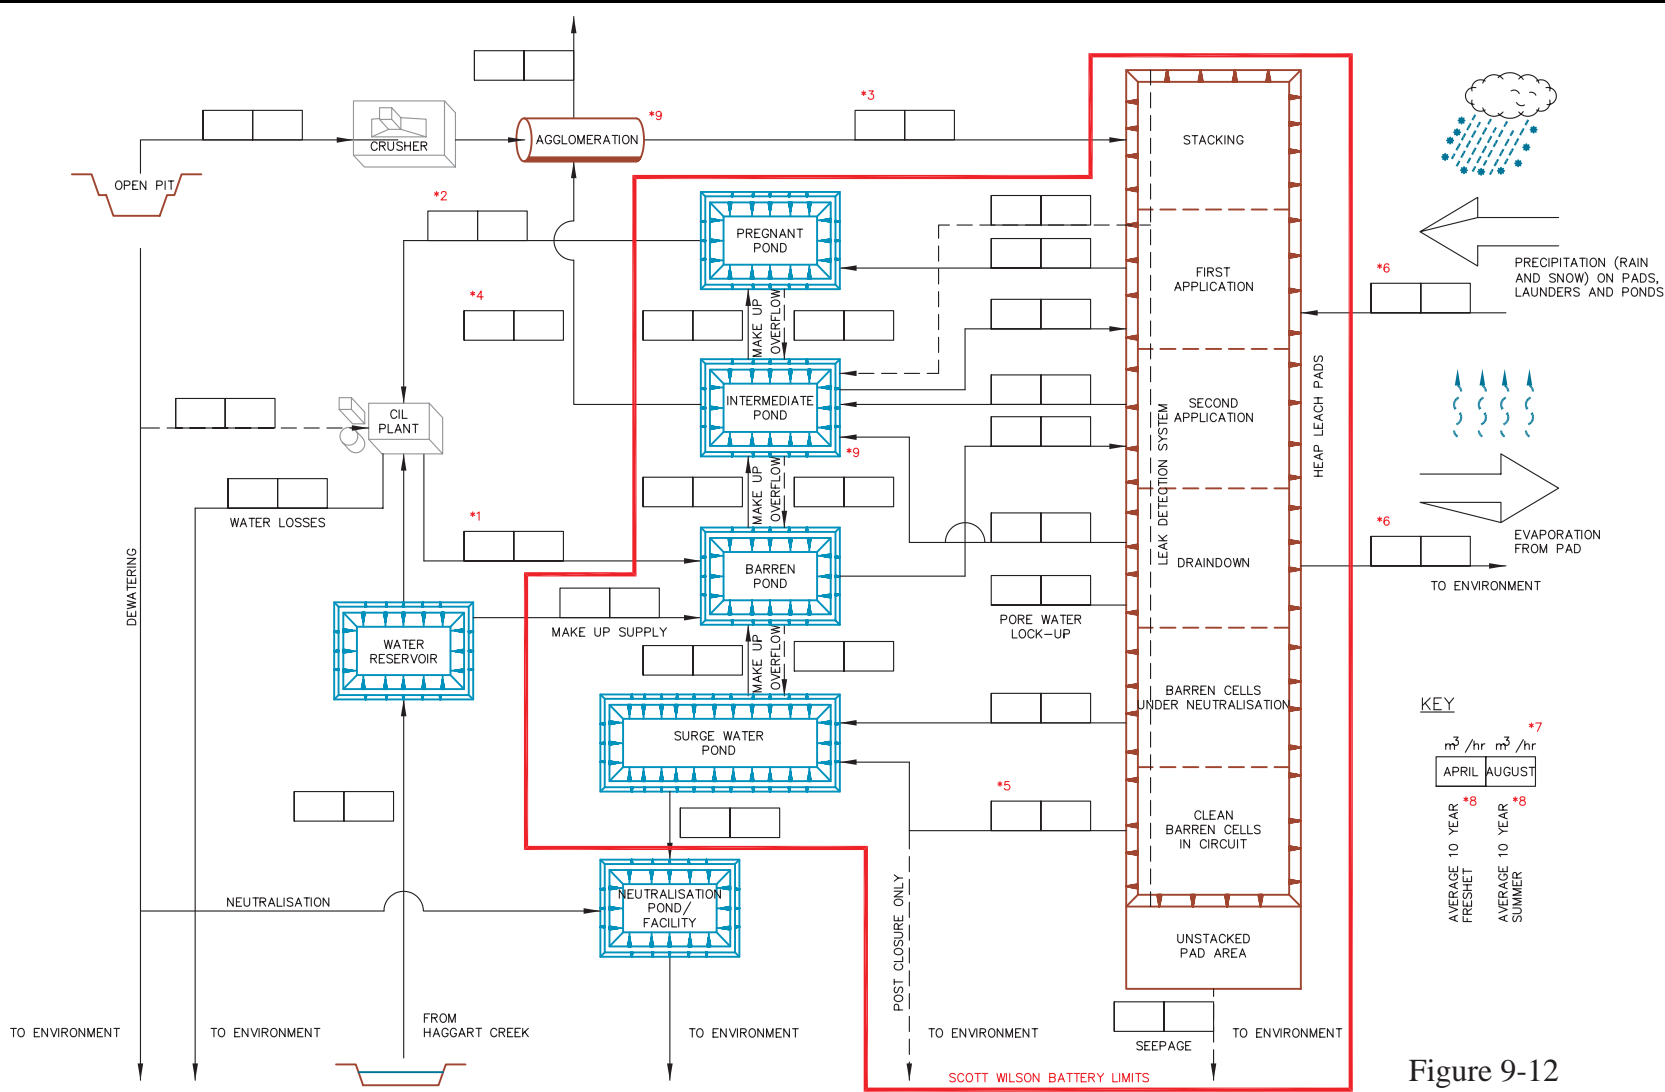 *9
*3
CRUSHER
AGGLOMERATION
STACKING
OPEN PIT
*2
PREGNANT
POND
FIRST
APPLICATION
*6
PRECIPITATION (RAIN
AND SNOW) ON PADS,
LAUNDERS AND PONDS
*4
MAKE UP
OVERFLOW
HEAP LEACH PADS
CIL
PLANT
INTERMEDIATE
POND
SECOND
APPLICATION
LEAK DETECTION SYSTEM
*9
WATER LOSSES
MAKE UP
OVERFLOW
*1
*6
EVAPORATION
FROM PAD
TO ENVIRONMENT
DEWATERING
BARREN
POND
DRAINDOWN
MAKE UP SUPPLY
PORE WATER
LOCK-UP
WATER
RESERVOIR
MAKE UP
OVERFLOW
BARREN CELLS
UNDER NEUTRALISATION
SURGE WATER
POND
KEY
*7
m3 /hr m3 /hr
APRIL AUGUST
*8 *8
AVERAGE 10 YEAR
FRESHET
AVERAGE 10 YEAR
SUMMER
*5
CLEAN
BARREN CELLS
IN CIRCUIT
NEUTRALISATION
NEUTRALISATION
POND/
FACILITY
POST CLOSURE ONLY
UNSTACKED
PAD AREA
FROM
HAGGART CREEK
TO ENVIRONMENT
TO ENVIRONMENT
TO ENVIRONMENT
TO ENVIRONMENT
TO ENVIRONMENT
SEEPAGE
SCOTT WILSON BATTERY LIMITS
Figure 9-12